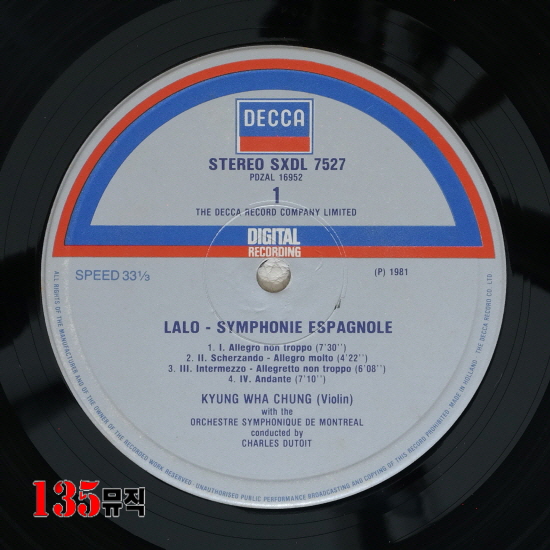 DECCA
STEREO SXDL 7527
PDZAL 16952
1
THE DECCA RECORD COMPANY LIMITED
DIGITAL
RECORDING
SPEED 33⅓
(P) 1981
LALO - SYMPHONIE ESPAGNOLE
1. I. Allegro non troppo (7'30'')
2. II. Scherzando - Allegro molto (4'22'')
3. III. Intermezzo - Allegretto non troppo (6'08'')
4. IV. Andante (7'10'')
KYUNG WHA CHUNG (Violin)
with the
ORCHESTRE SYMPHONIQUE DE MONTREAL
conducted by
CHARLES DUTOIT
ALL RIGHTS OF THE MANUFACTURER AND OF THE OWNER OF THE RECORDED WORK RESERVED · UNAUTHORISED PUBLIC PERFORMANCE BROADCASTING AND COPYING OF THIS RECORD PROHIBITED · MADE IN HOLLAND · THE DECCA RECORD CO. LTD.
135뮤직